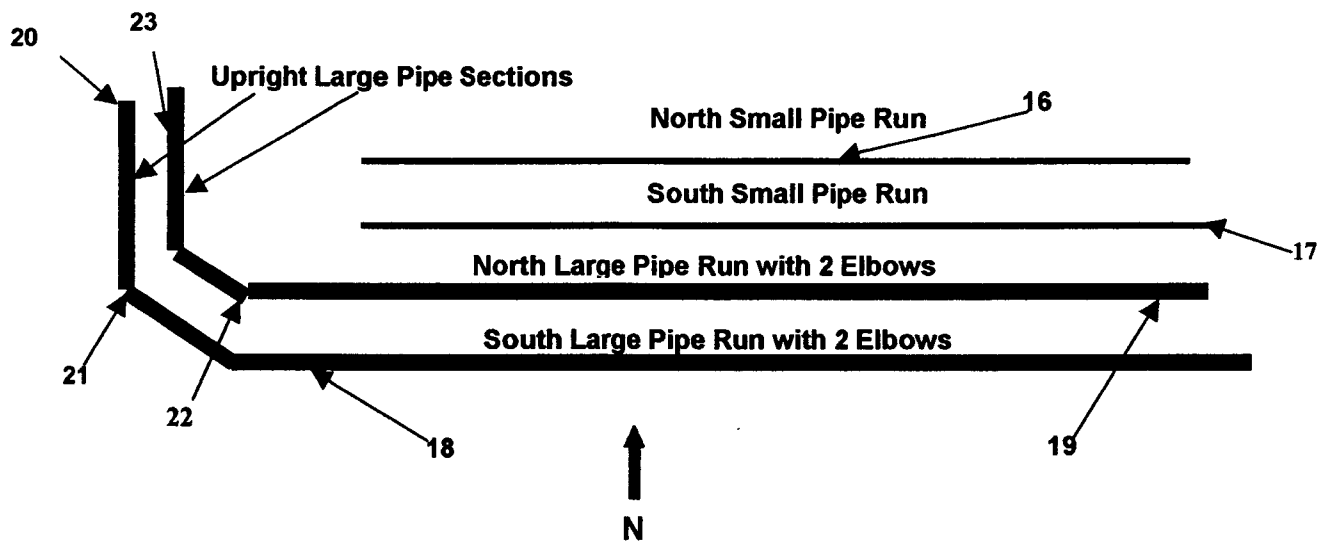 20
23
Upright Large Pipe Sections
16
North Small Pipe Run
South Small Pipe Run
17
North Large Pipe Run with 2 Elbows
South Large Pipe Run with 2 Elbows
21
22
18
19
N